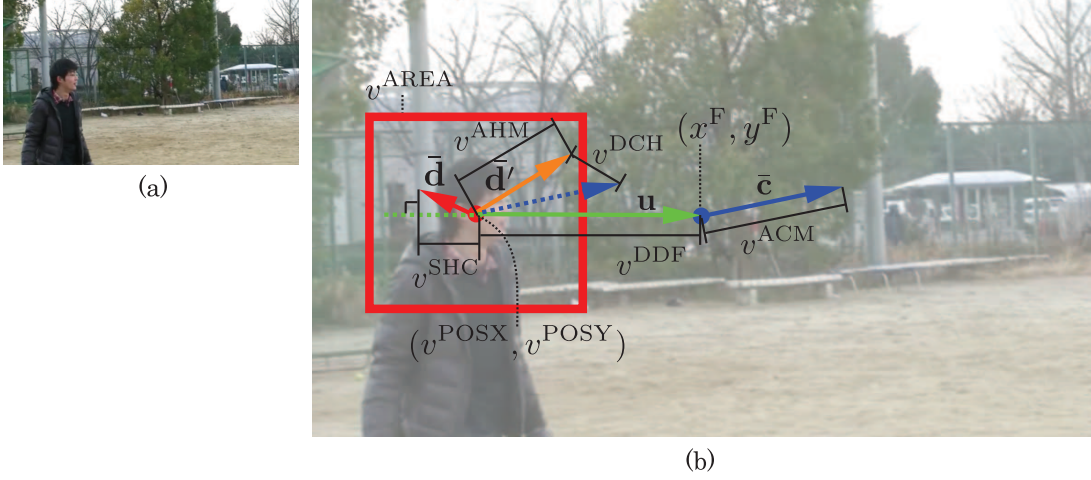 v^AREA
v^AHM
(x^F, y^F)
v^DCH
d̄
d̄′
c̄
u
v^ACM
v^SHC
v^DDF
(v^POSX, v^POSY)
(a)
(b)